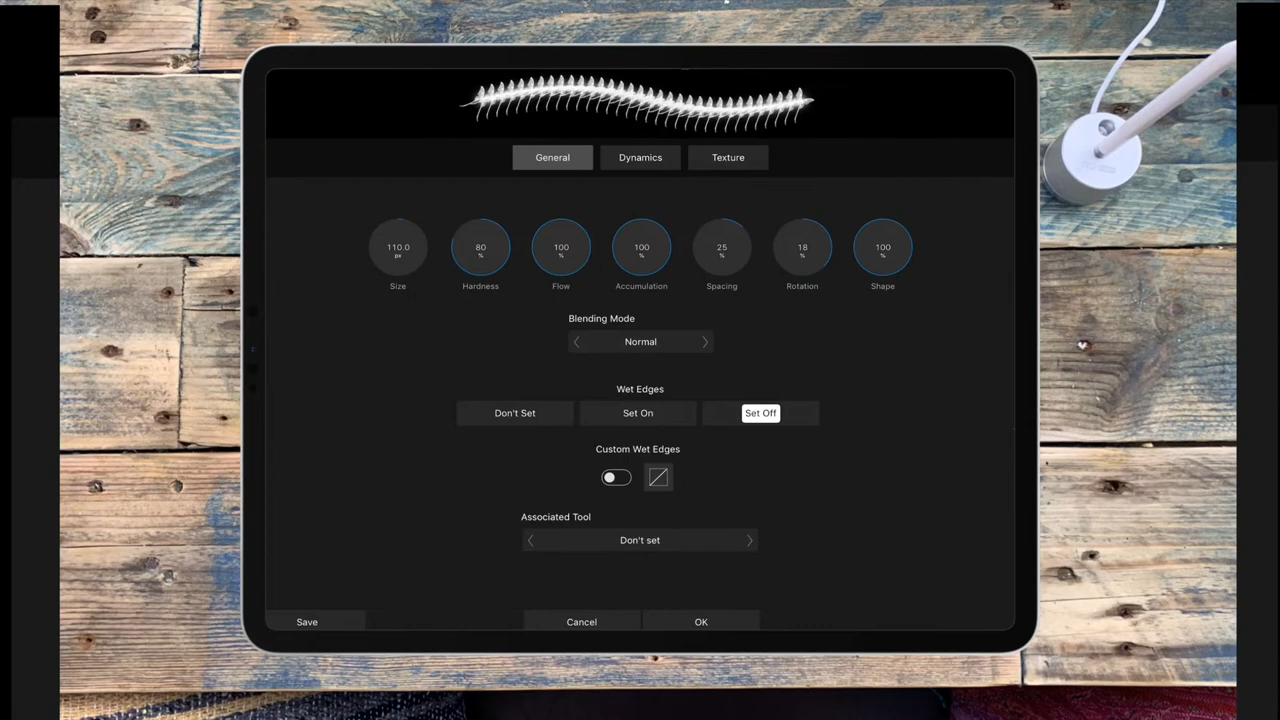 General Dynamics Texture
110.0 80 100 100 25 18 100
px % % % % % %
Size Hardness Flow Accumulation Spacing Rotation Shape
Blending Mode
Normal
Wet Edges
Don't Set Set On Set Off
Custom Wet Edges
Associated Tool
Don't set
Save Cancel OK